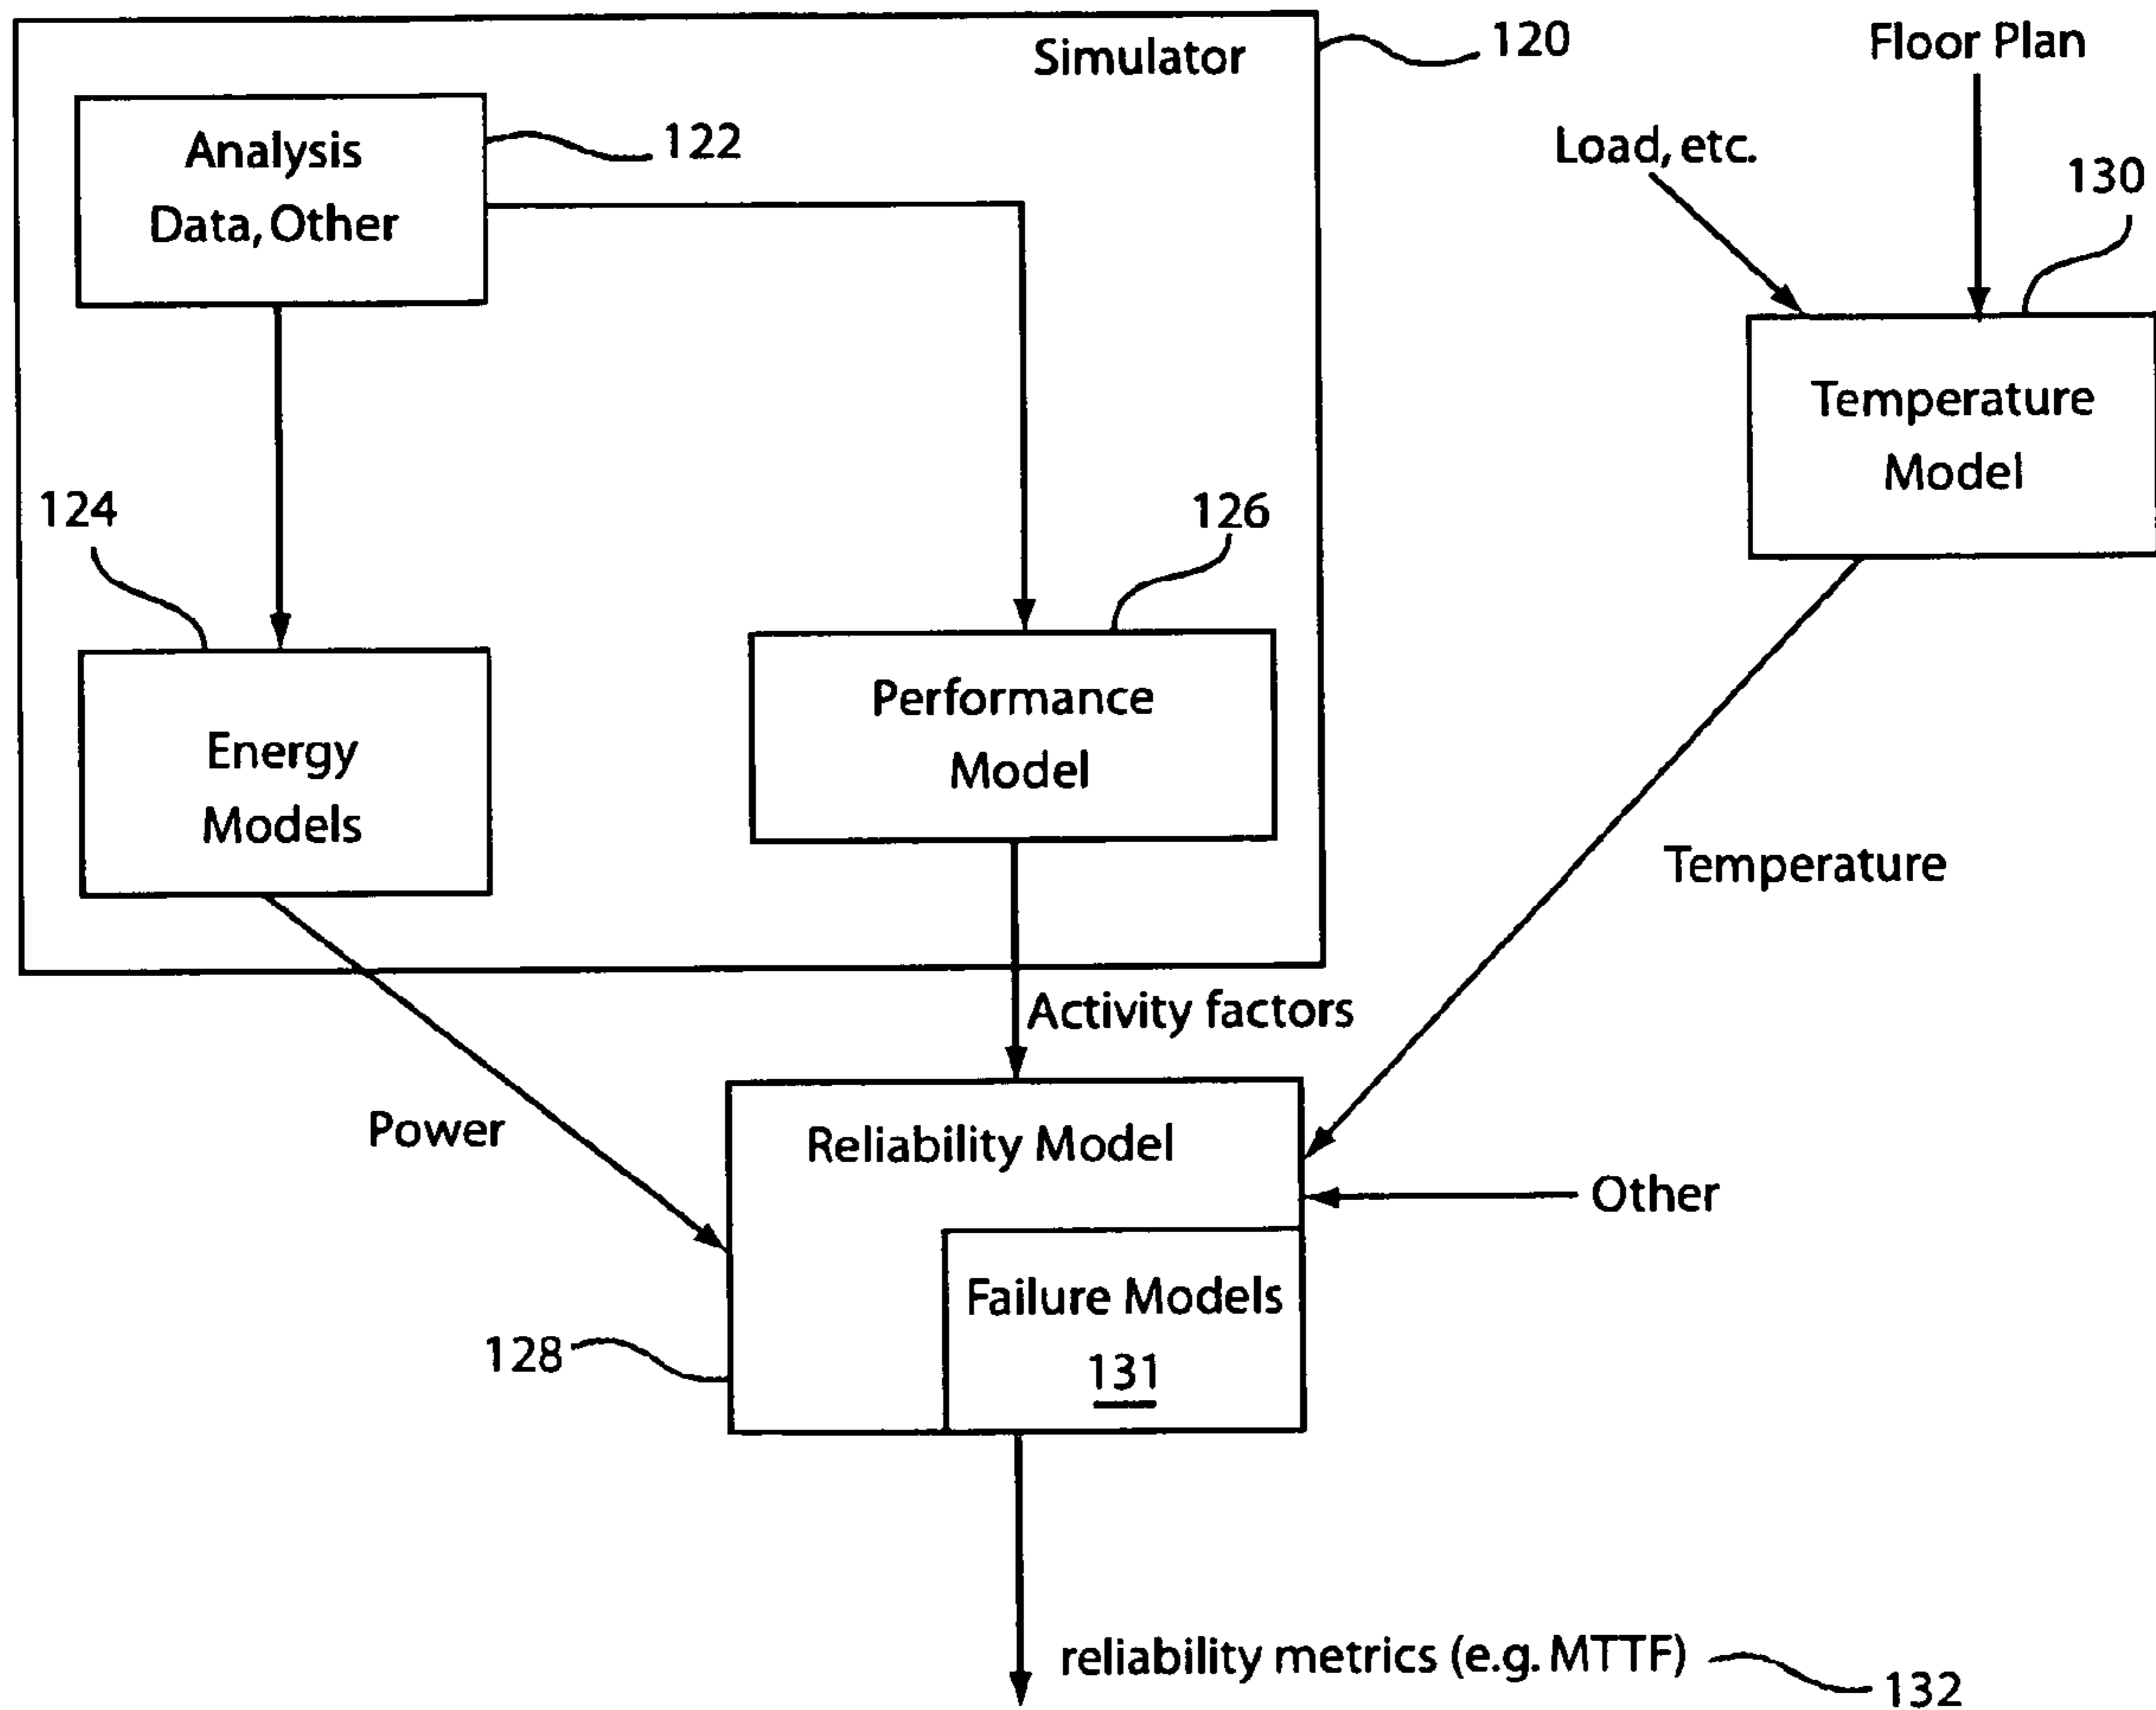 Simulator
120
Floor Plan
Analysis
Data, Other
122
Load, etc.
130
Temperature
Model
124
126
Energy
Models
Performance
Model
Temperature
Activity factors
Power
Reliability Model
Other
Failure Models
131
128
reliability metrics (e.g. MTTF)
132